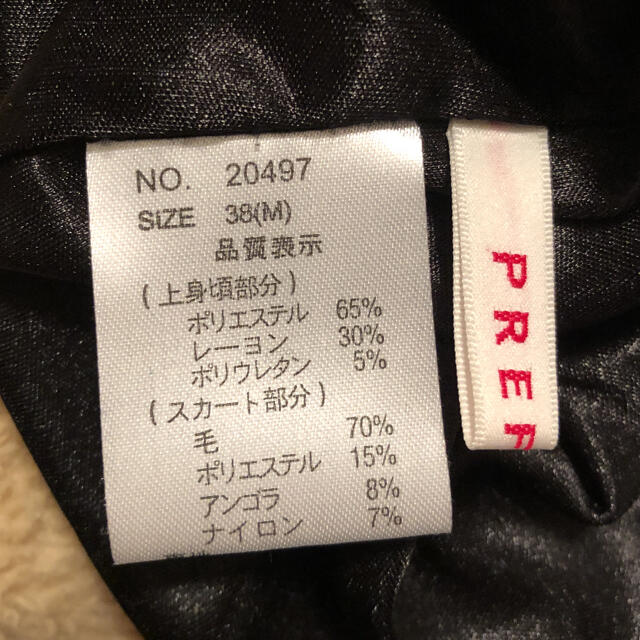 NO. 20497
SIZE 38(M)
品質表示
(上身頃部分)
ポリエステル 65%
レーヨン 30%
ポリウレタン 5%
(スカート部分)
毛 70%
ポリエステル 15%
アンゴラ 8%
ナイロン 7%
PREF